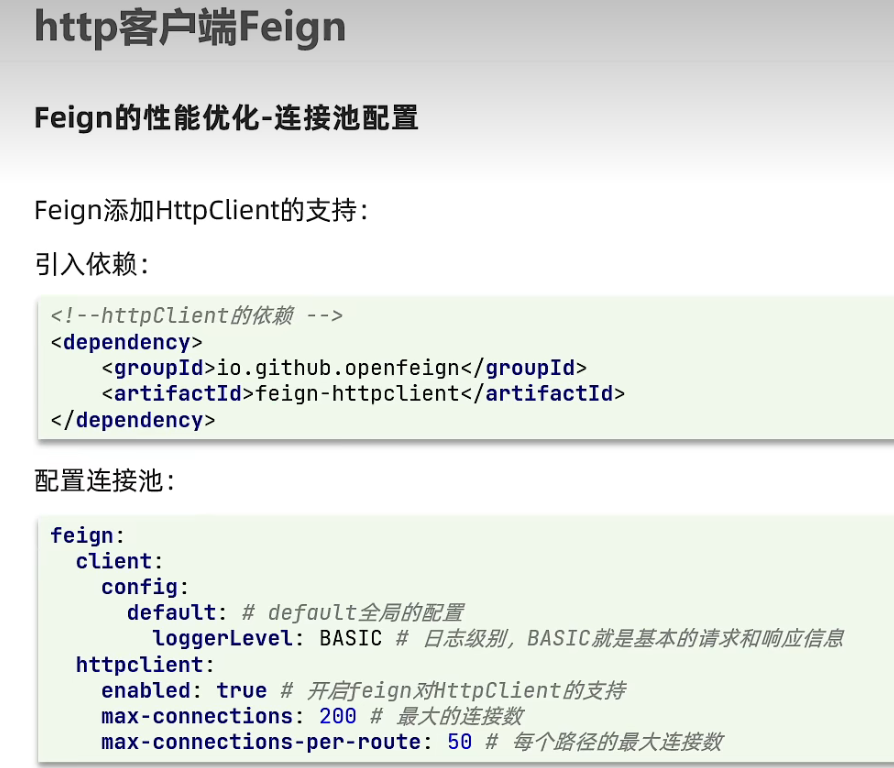 http客户端Feign
Feign的性能优化-连接池配置
Feign添加HttpClient的支持：
引入依赖：
<!--httpClient的依赖 -->
<dependency>
    <groupId>io.github.openfeign</groupId>
    <artifactId>feign-httpclient</artifactId>
</dependency>
配置连接池：
feign:
  client:
    config:
      default: # default全局的配置
        loggerLevel: BASIC # 日志级别，BASIC就是基本的请求和响应信息
  httpclient:
    enabled: true # 开启feign对HttpClient的支持
    max-connections: 200 # 最大的连接数
    max-connections-per-route: 50 # 每个路径的最大连接数